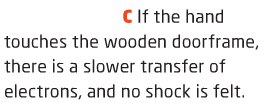 C If the hand
touches the wooden doorframe,
there is a slower transfer of
electrons, and no shock is felt.